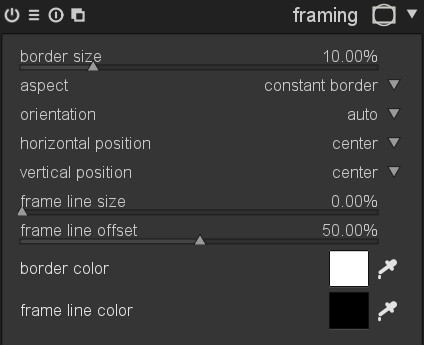 framing
border size 10.00%
aspect constant border
orientation auto
horizontal position center
vertical position center
frame line size 0.00%
frame line offset 50.00%
border color
frame line color